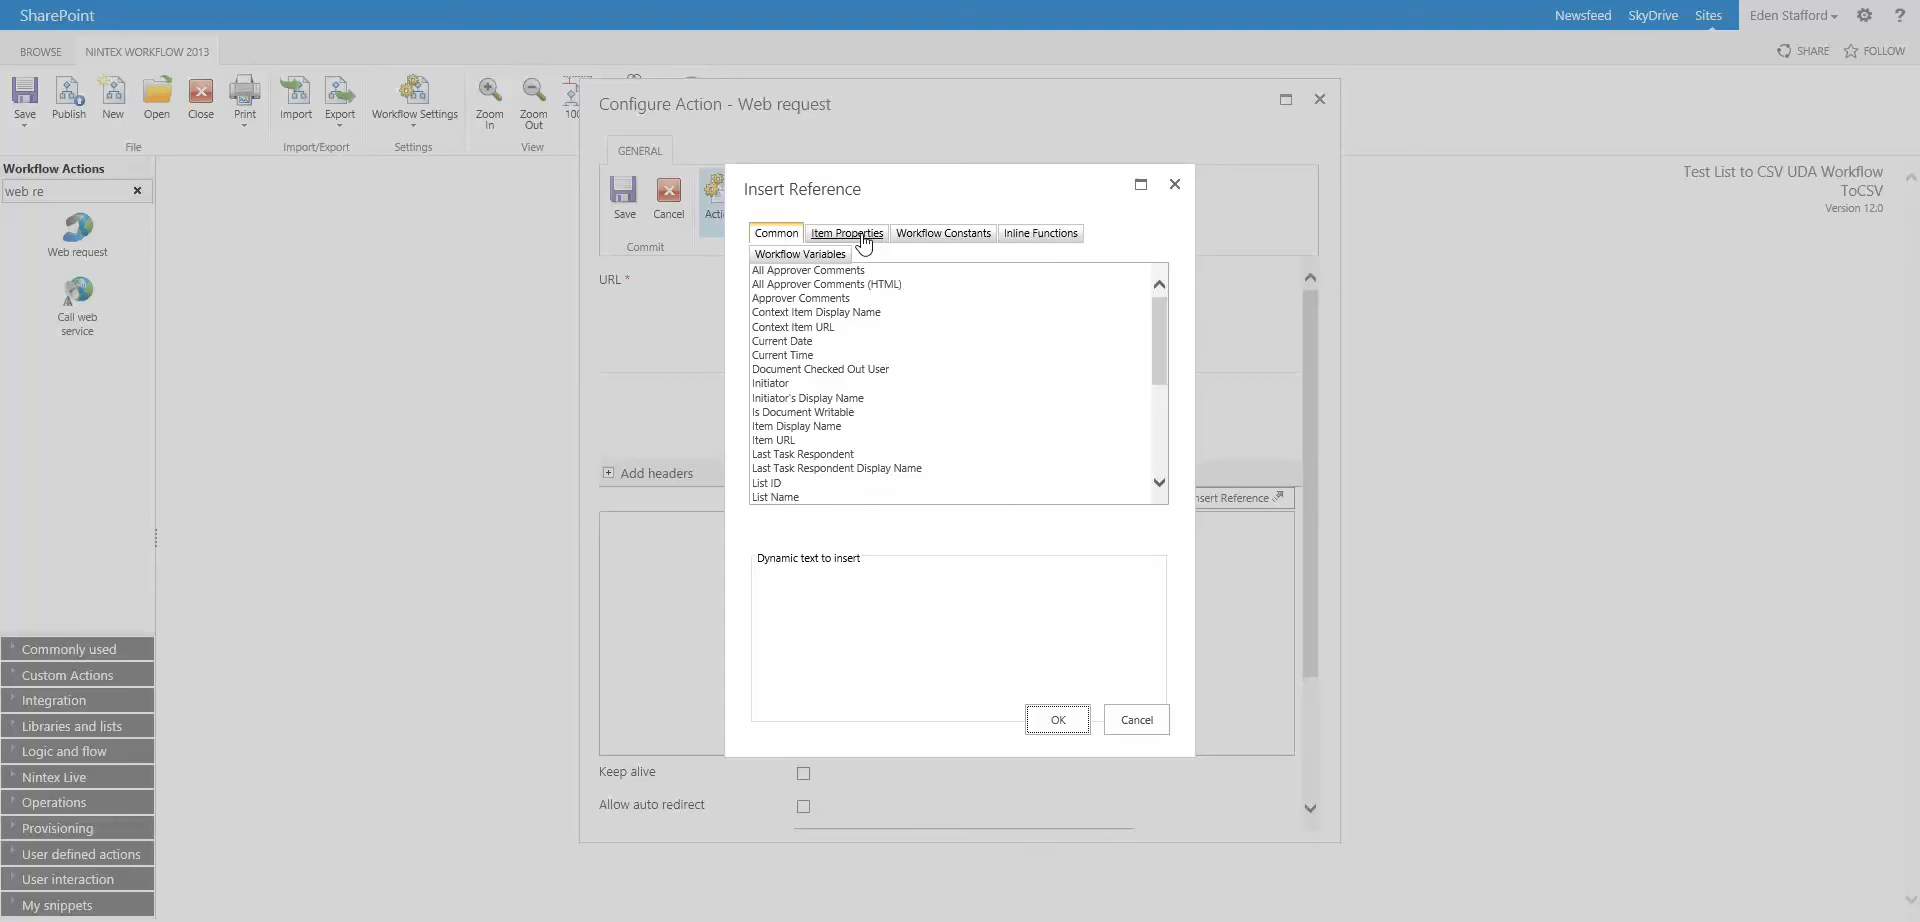 SharePoint
Newsfeed SkyDrive Sites Eden Stafford ?
BROWSE NINTEX WORKFLOW 2013
SHARE FOLLOW
Save Publish New Open Close Print Import Export Workflow Settings Zoom In Zoom Out 100
File Import/Export Settings View
Configure Action - Web request
GENERAL
Save Cancel Acti
Commit
Workflow Actions
web re
Web request
Call web
service
Test List to CSV UDA Workflow
ToCSV
Version 12.0
Insert Reference
Common Item Properties Workflow Constants Inline Functions
Workflow Variables
URL *
All Approver Comments
All Approver Comments (HTML)
Approver Comments
Context Item Display Name
Context Item URL
Current Date
Current Time
Document Checked Out User
Initiator
Initiator's Display Name
Is Document Writable
Item Display Name
Item URL
Last Task Respondent
Last Task Respondent Display Name
List ID
List Name
Add headers
nsert Reference
Dynamic text to insert
OK Cancel
Keep alive
Allow auto redirect
Commonly used
Custom Actions
Integration
Libraries and lists
Logic and flow
Nintex Live
Operations
Provisioning
User defined actions
User interaction
My snippets